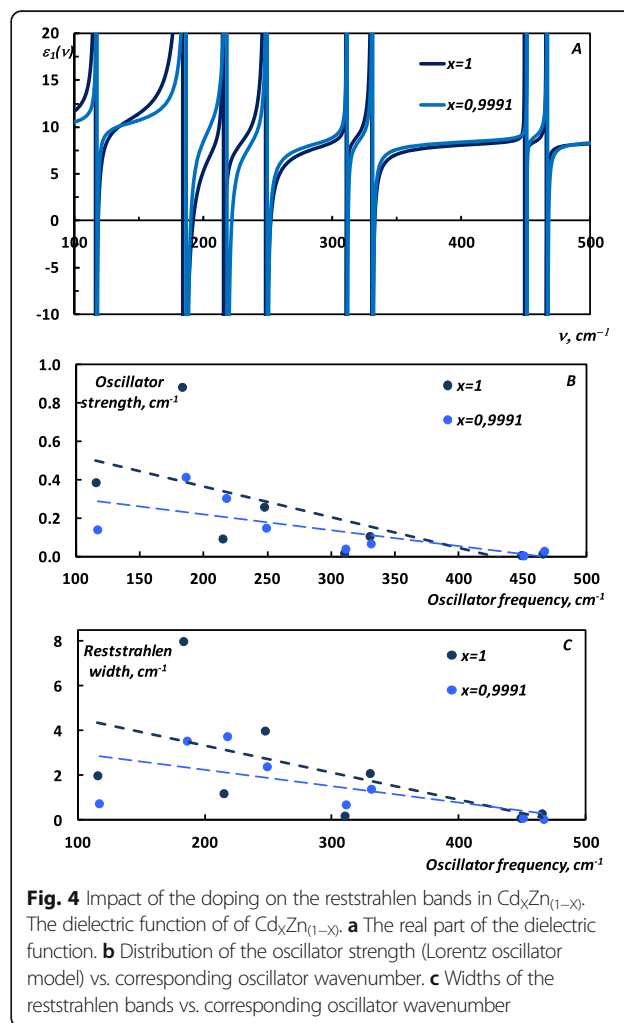 20
ε1(ν)
A
15
x=1
x=0,9991
10
5
0
100
200
300
400
500
-5
-10
ν, cm⁻¹
1.0
Oscillator
strength, cm⁻¹
B
0.8
x=1
0.6
x=0,9991
0.4
0.2
0.0
100 150 200 250 300 350 400 450 500
Oscillator frequency, cm⁻¹
8
Reststrahlen
width, cm⁻¹
C
x=1
6
x=0,9991
4
2
0
100 200 300 400 500
Oscillator frequency, cm⁻¹
Fig. 4 Impact of the doping on the reststrahlen bands in CdXZn(1−X).
The dielectric function of of CdXZn(1−X). a The real part of the dielectric
function. b Distribution of the oscillator strength (Lorentz oscillator
model) vs. corresponding oscillator wavenumber. c Widths of the
reststrahlen bands vs. corresponding oscillator wavenumber